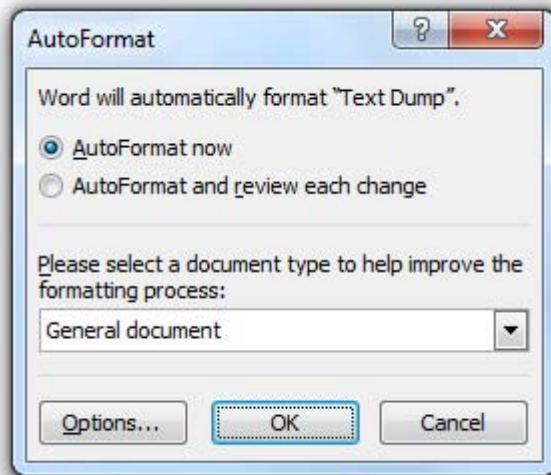 AutoFormat
Word will automatically format “Text Dump”.
AutoFormat now
AutoFormat and review each change
Please select a document type to help improve the
formatting process:
General document
Options...
OK
Cancel